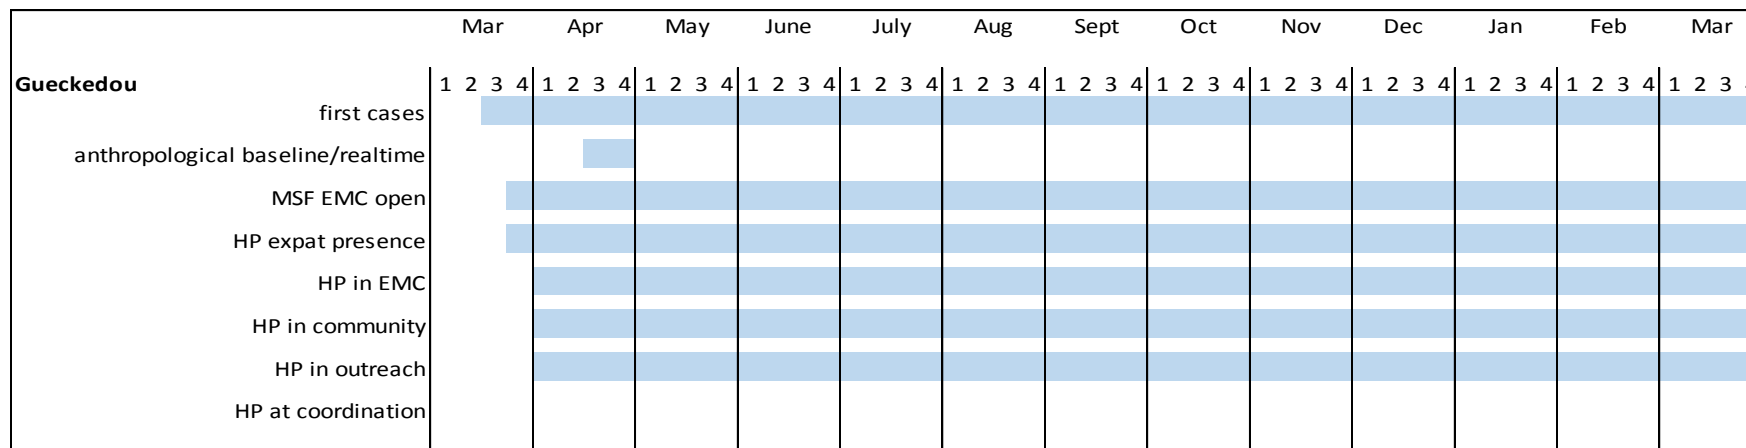 Mar Apr May June July Aug Sept Oct Nov Dec Jan Feb Mar
Gueckedou 1 2 3 4 1 2 3 4 1 2 3 4 1 2 3 4 1 2 3 4 1 2 3 4 1 2 3 4 1 2 3 4 1 2 3 4 1 2 3 4 1 2 3 4 1 2 3 4 1 2 3
first cases
anthropological baseline/realtime
MSF EMC open
HP expat presence
HP in EMC
HP in community
HP in outreach
HP at coordination